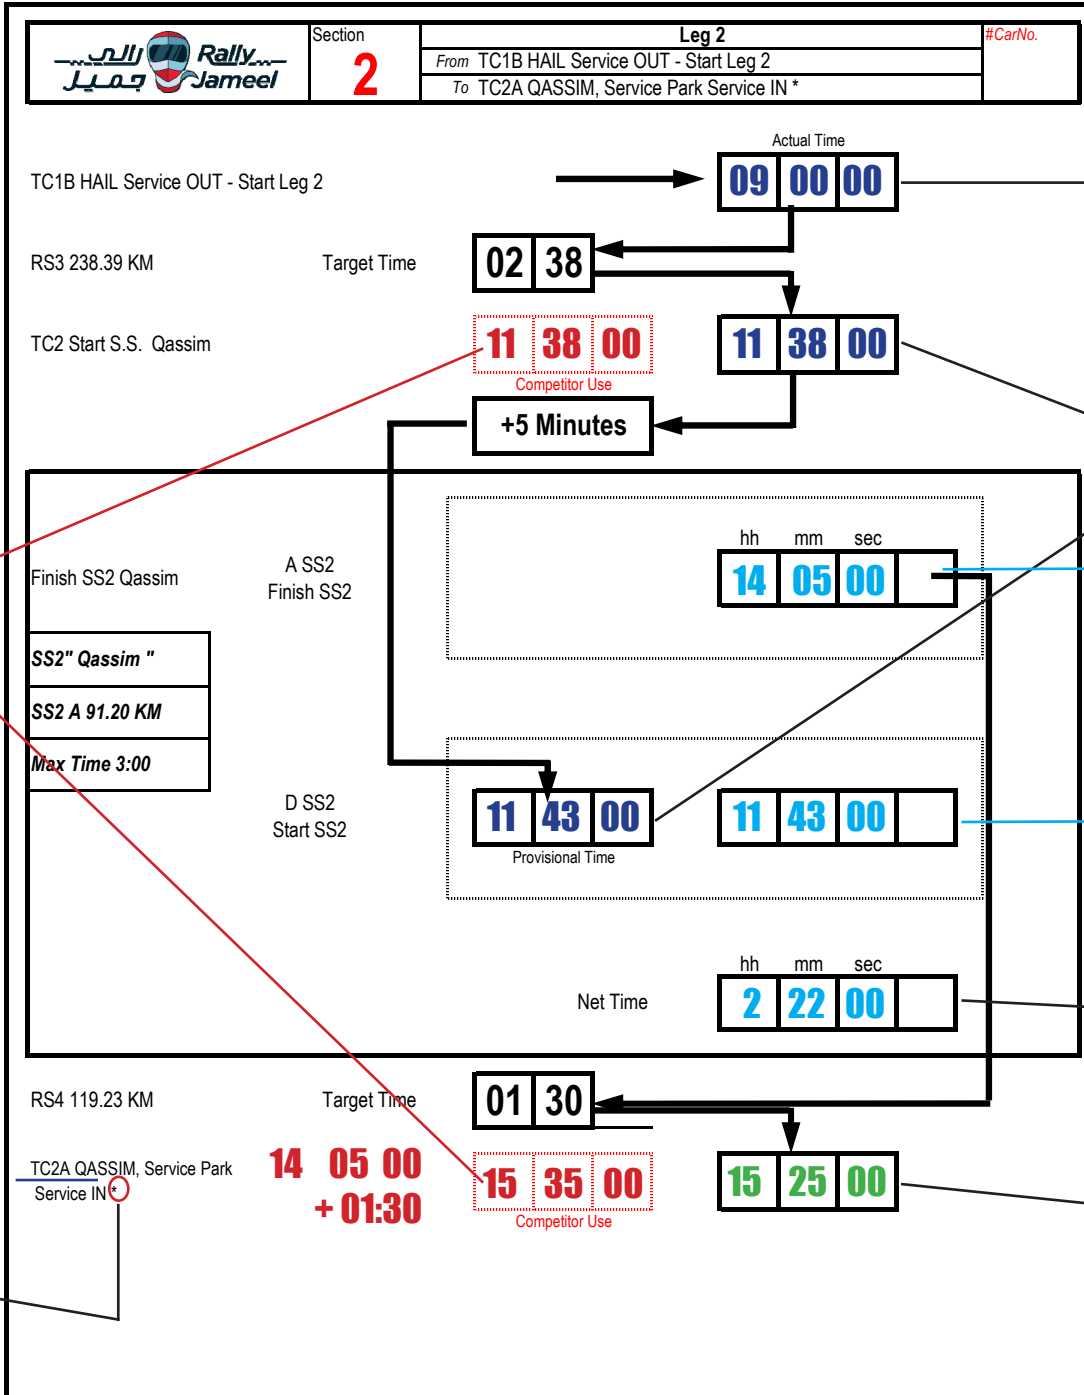 رالي
جميل
Rally
Jameel
Section
2
Leg 2
From TC1B HAIL Service OUT - Start Leg 2
To TC2A QASSIM, Service Park Service IN *
#CarNo.
Actual Time
TC1B HAIL Service OUT - Start Leg 2
09 00 00
RS3 238.39 KM Target Time 02 38
TC2 Start S.S. Qassim 11 38 00 11 38 00
Competitor Use
+5 Minutes
hh mm sec
Finish SS2 Qassim
A SS2
Finish SS2
14 05 00
SS2" Qassim "
SS2 A 91.20 KM
Max Time 3:00
D SS2
Start SS2
11 43 00 11 43 00
Provisional Time
hh mm sec
Net Time 2 22 00
RS4 119.23 KM Target Time 01 30
TC2A QASSIM, Service Park
Service IN *
14 05 00
+ 01:30
15 35 00 15 25 00
Competitor Use